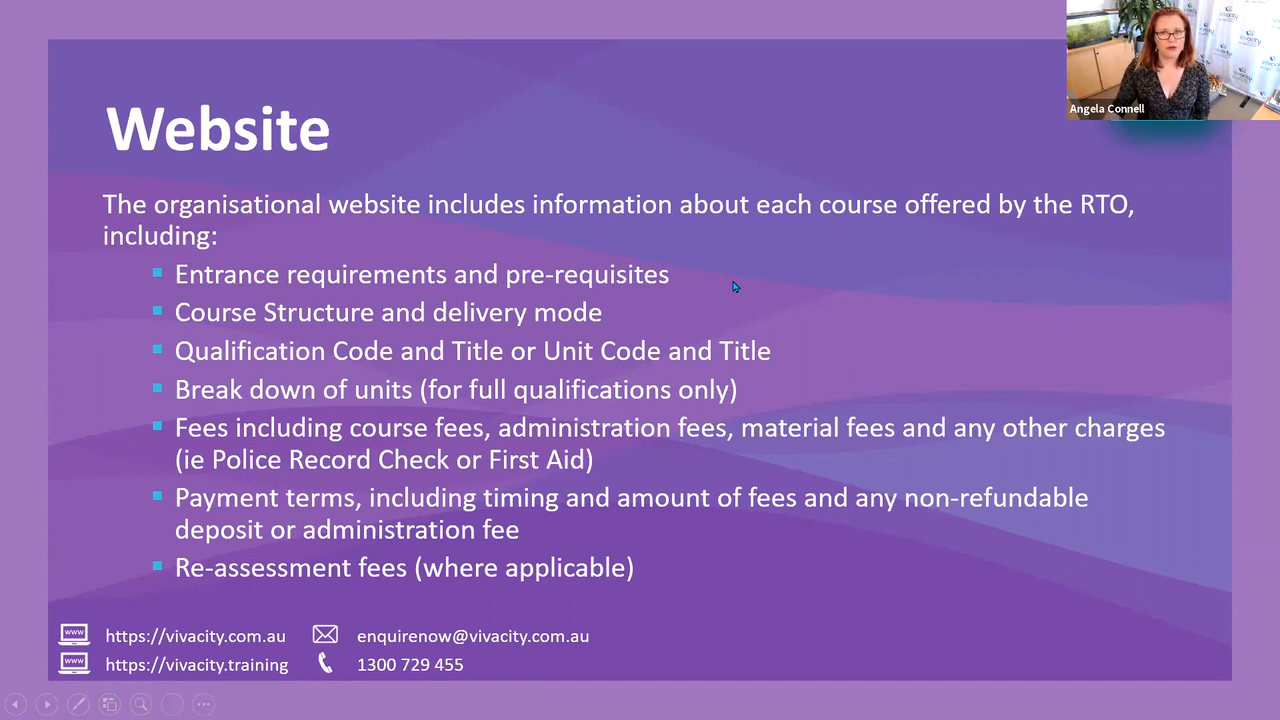 Angela Connell
Website
The organisational website includes information about each course offered by the RTO,
including:
Entrance requirements and pre-requisites
Course Structure and delivery mode
Qualification Code and Title or Unit Code and Title
Break down of units (for full qualifications only)
Fees including course fees, administration fees, material fees and any other charges
(ie Police Record Check or First Aid)
Payment terms, including timing and amount of fees and any non-refundable
deposit or administration fee
Re-assessment fees (where applicable)
www https://vivacity.com.au enquirenow@vivacity.com.au
www https://vivacity.training 1300 729 455